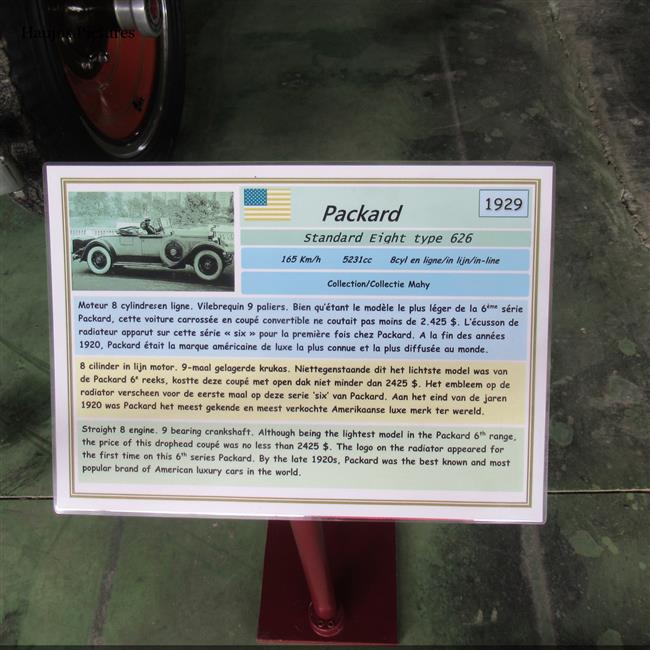 Haujos Pictures
Packard
1929
Standard Eight type 626
165 Km/h 5231cc 8cyl en ligne/in lijn/in-line
Collection/Collectie Mahy
Moteur 8 cylindresen ligne. Vilebrequin 9 paliers. Bien qu'étant le modèle le plus léger de la 6ème série
Packard, cette voiture carrossée en coupé convertible ne coutait pas moins de 2.425 $. L'écusson de
radiateur apparut sur cette série « six » pour la première fois chez Packard. A la fin des années
1920, Packard était la marque américaine de luxe la plus connue et la plus diffusée au monde.
8 cilinder in lijn motor. 9-maal gelagerde krukas. Niettegenstaande dit het lichtste model was van
de Packard 6e reeks, kostte deze coupé met open dak niet minder dan 2425 $. Het embleem op de
radiator verscheen voor de eerste maal op deze serie 'six' van Packard. Aan het eind van de jaren
1920 was Packard het meest gekende en meest verkochte Amerikaanse luxe merk ter wereld.
Straight 8 engine. 9 bearing crankshaft. Although being the lightest model in the Packard 6th range,
the price of this drophead coupé was no less than 2425 $. The logo on the radiator appeared for
the first time on this 6th series Packard. By the late 1920s, Packard was the best known and most
popular brand of American luxury cars in the world.